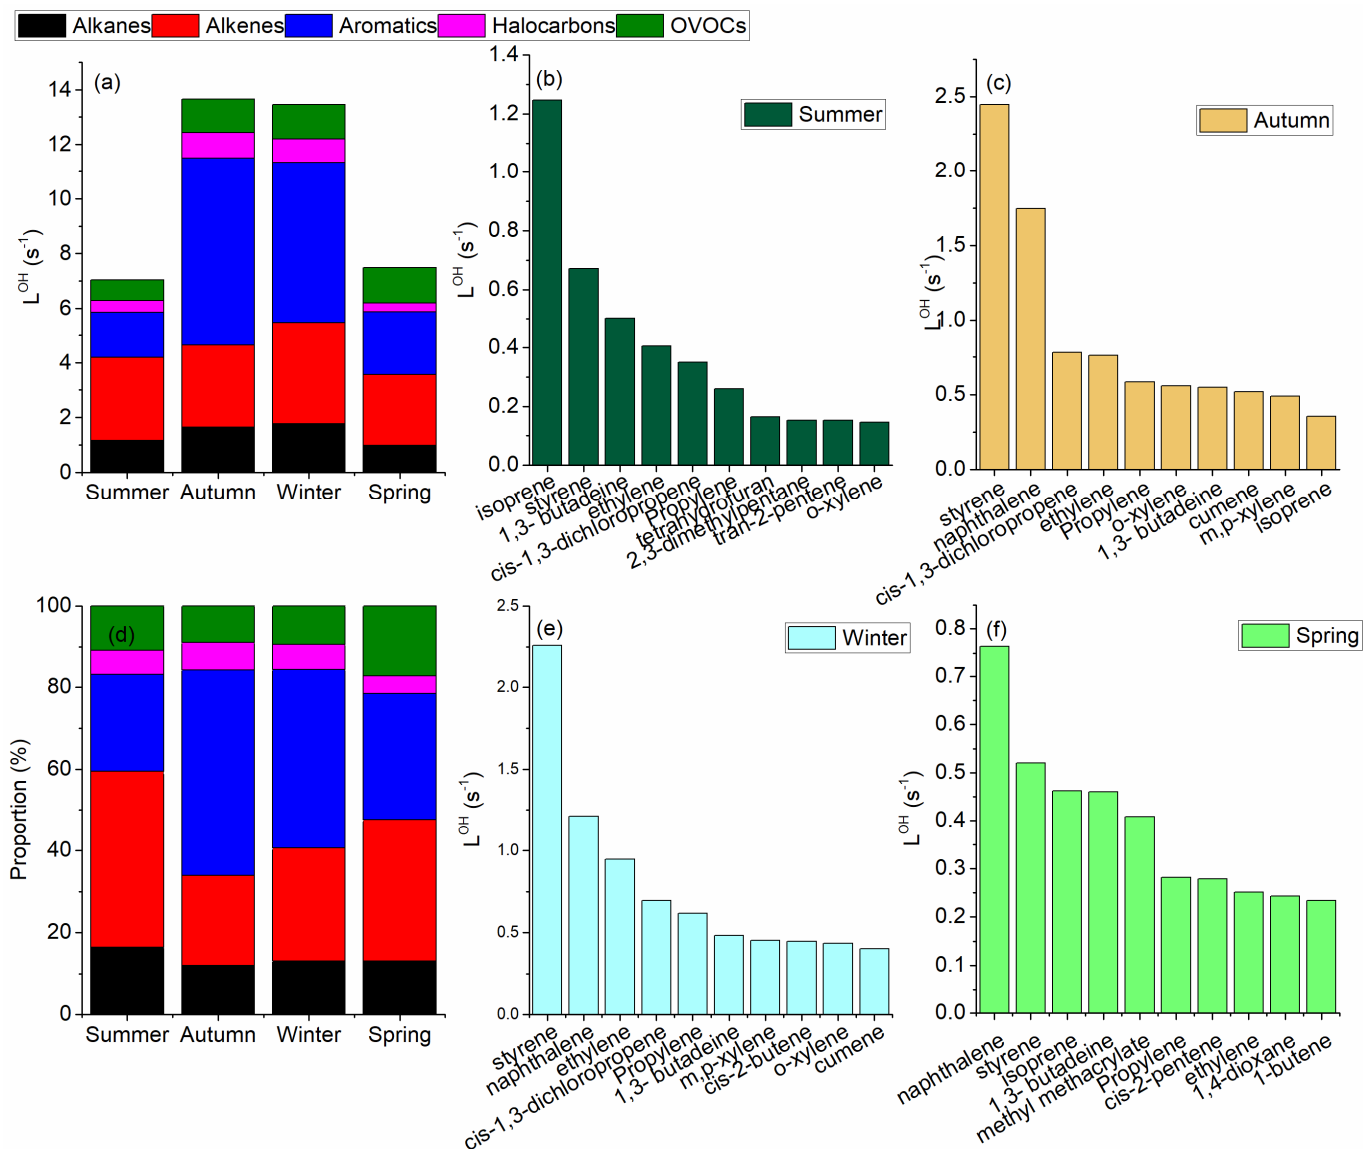 Alkanes Alkenes Aromatics Halocarbons OVOCs
(a)
L^OH (s^-1)
14
12
10
8
6
4
2
0
Summer Autumn Winter Spring
(b)
Summer
L^OH (s^-1)
1.4
1.2
1.0
0.8
0.6
0.4
0.2
0.0
isoprene
styrene
1,3- butadeine
ethylene
cis-1,3-dichloropropene
Propylene
tetranydrofuran
2,3-dimethylpentane
tran-2-pentene
o-xylene
(c)
Autumn
L^OH (s^-1)
2.5
2.0
1.5
1.0
0.5
0.0
styrene
naphthalene
cis-1,3-dichloropropene
ethylene
Propylene
o-xylene
1,3- butadeine
cumene
m,p-xylene
isoprene
(d)
Proportion (%)
100
80
60
40
20
0
Summer Autumn Winter Spring
(e)
Winter
L^OH (s^-1)
2.5
2.0
1.5
1.0
0.5
0.0
styrene
naphthalene
ethylene
cis-1,3-dichloropropene
Propylene
1,3- butadeine
m,p-xylene
cis-2-butene
o-xylene
cumene
(f)
Spring
L^OH (s^-1)
0.8
0.7
0.6
0.5
0.4
0.3
0.2
0.1
0.0
naphthalene
styrene
isoprene
1,3- butadeine
methyl methacrylate
Propylene
cis-2-pentene
ethylene
1,4-dioxane
1-butene